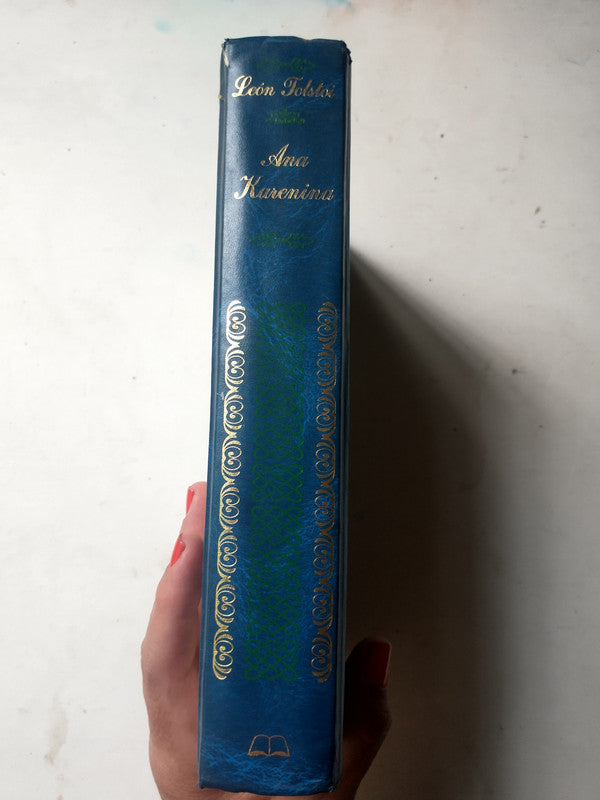 León Tolstoi
Ana
Karenina